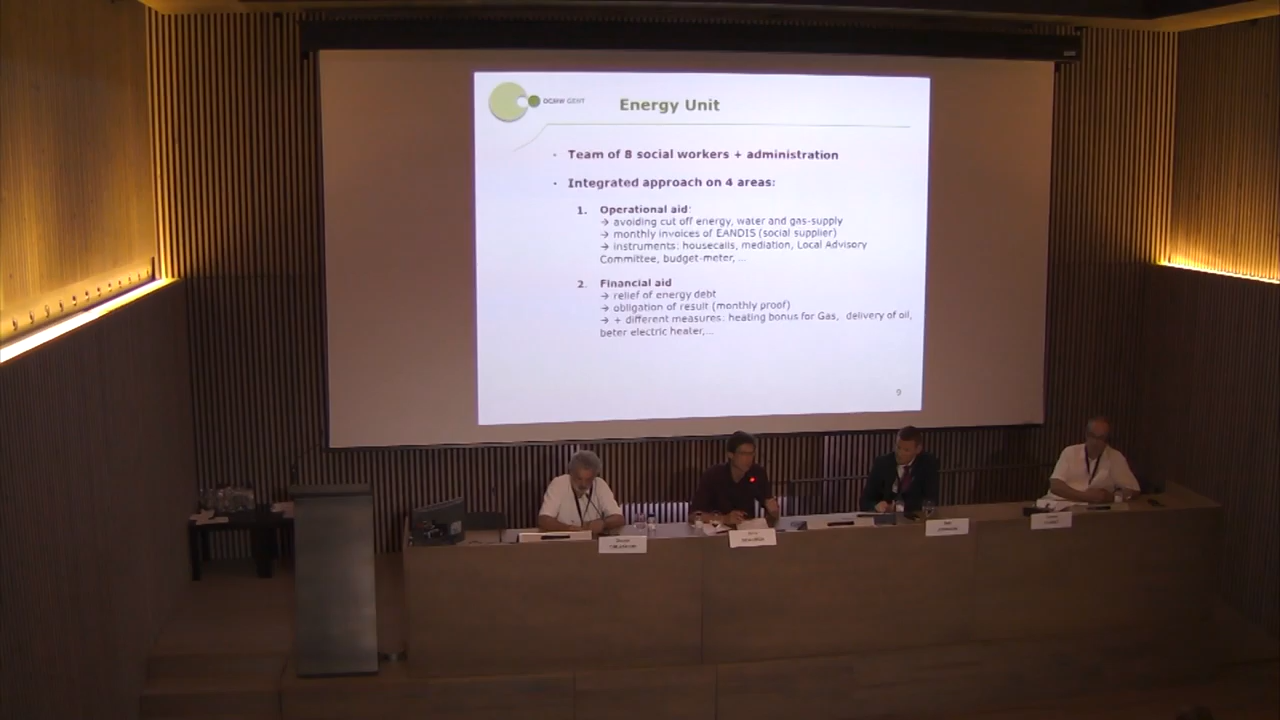 OCMW GENT
Energy Unit
· Team of 8 social workers + administration
· Integrated approach on 4 areas:
1. Operational aid:
→ avoiding cut off energy, water and gas-supply
→ monthly invoices of EANDIS (social supplier)
→ instruments: housecalls, mediation, Local Advisory
Committee, budget-meter, ...
2. Financial aid
→ relief of energy debt
→ obligation of result (monthly proof)
→ + different measures: heating bonus for Gas, delivery of oil,
beter electric heater,...
9